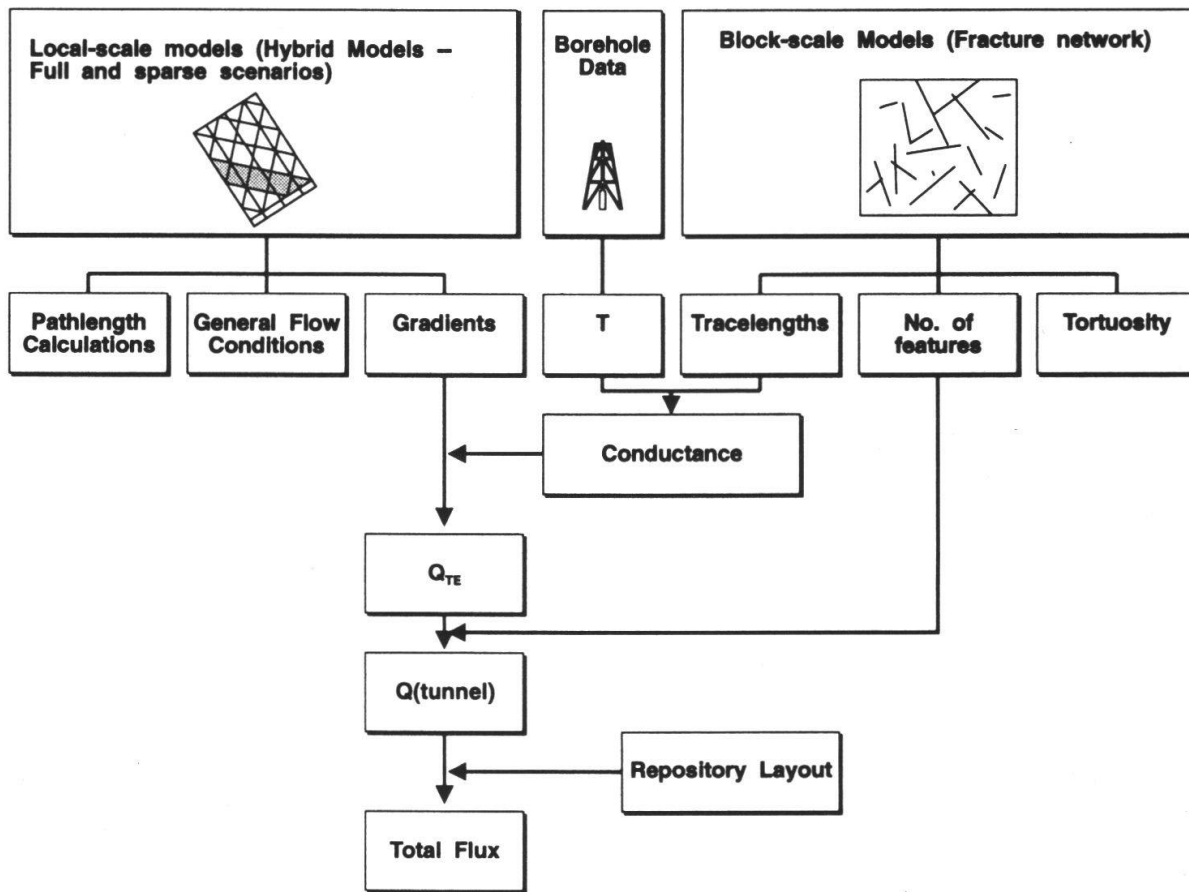 Local-scale models (Hybrid Models –
Full and sparse scenarios)
Borehole
Data
Block-scale Models (Fracture network)
Pathlength
Calculations
General Flow
Conditions
Gradients
T
Tracelengths
No. of
features
Tortuosity
Conductance
QTE
Q(tunnel)
Repository Layout
Total Flux